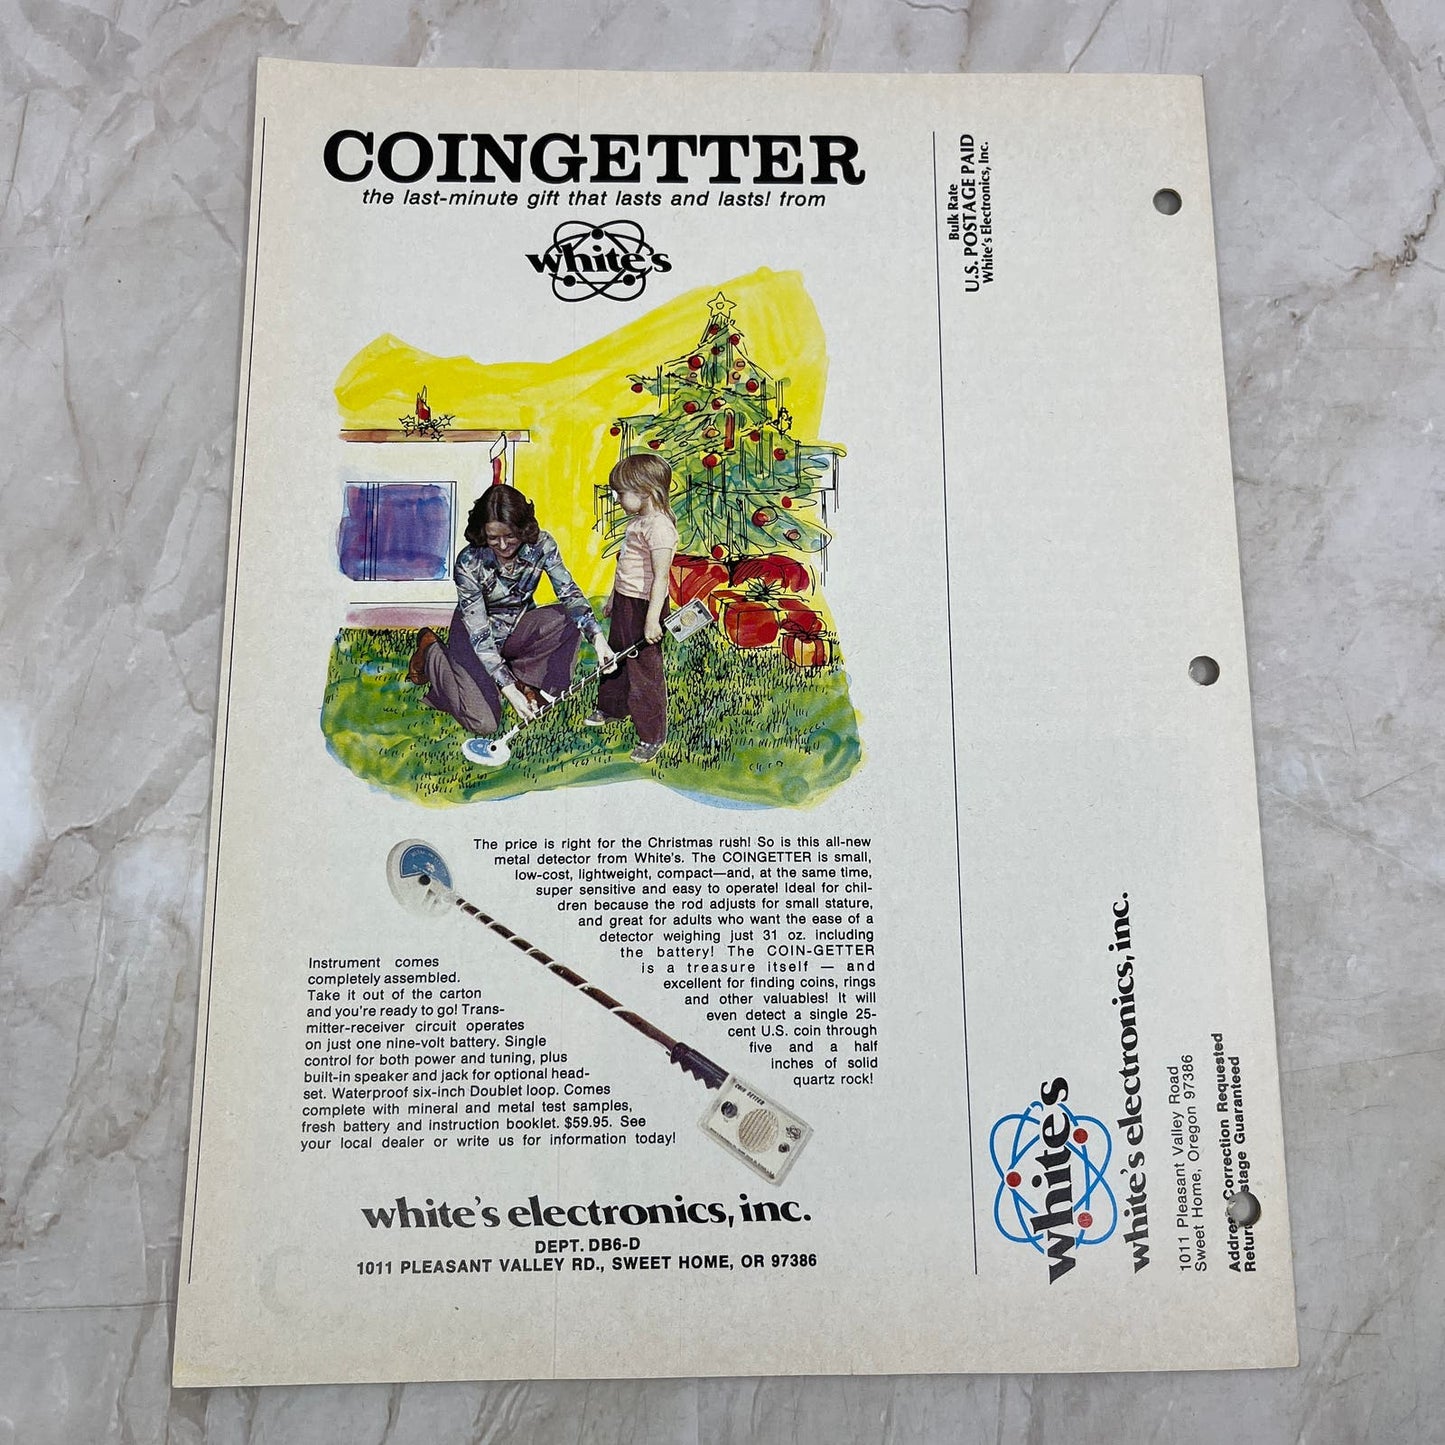 COINGETTER
the last-minute gift that lasts and lasts! from
white's
The price is right for the Christmas rush! So is this all-new
metal detector from White's. The COINGETTER is small,
low-cost, lightweight, compact—and, at the same time,
super sensitive and easy to operate! Ideal for chil-
dren because the rod adjusts for small stature,
and great for adults who want the ease of a
detector weighing just 31 oz. including
the battery! The COIN-GETTER
is a treasure itself — and
excellent for finding coins, rings
and other valuables! It will
even detect a single 25-
cent U.S. coin through
five and a half
inches of solid
quartz rock!
Instrument comes
completely assembled.
Take it out of the carton
and you're ready to go! Trans-
mitter-receiver circuit operates
on just one nine-volt battery. Single
control for both power and tuning, plus
built-in speaker and jack for optional head-
set. Waterproof six-inch Doublet loop. Comes
complete with mineral and metal test samples,
fresh battery and instruction booklet. $59.95. See
your local dealer or write us for information today!
COIN GETTER
white's electronics, inc.
DEPT. DB6-D
1011 PLEASANT VALLEY RD., SWEET HOME, OR 97386
Bulk Rate
U.S. POSTAGE PAID
White's Electronics, Inc.
white's
white's electronics, inc.
1011 Pleasant Valley Road
Sweet Home, Oregon 97386
Address Correction Requested
Return Postage Guaranteed